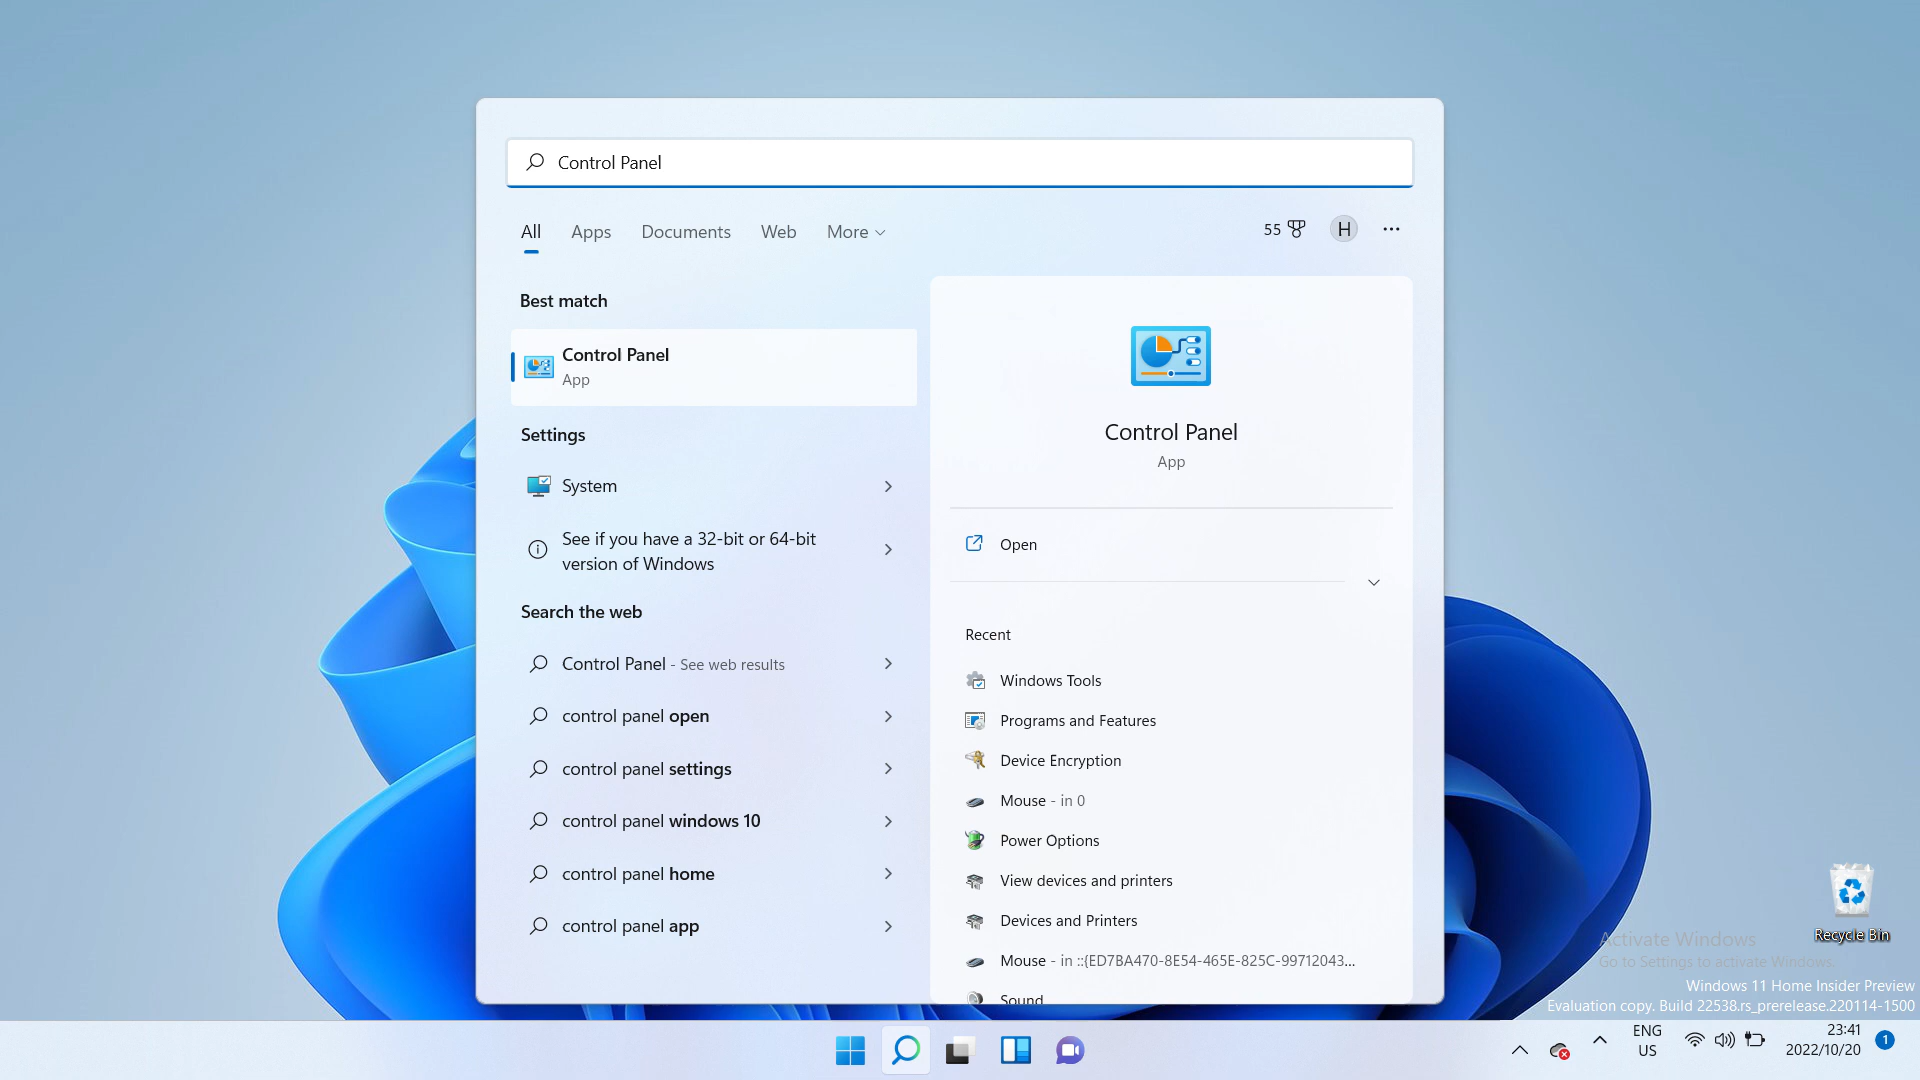 Control Panel
All
Apps
Documents
Web
More
55
H
Best match
Control Panel
App
Settings
System
See if you have a 32-bit or 64-bit
version of Windows
Search the web
Control Panel - See web results
control panel open
control panel settings
control panel windows 10
control panel home
control panel app
Control Panel
App
Open
Recent
Windows Tools
Programs and Features
Device Encryption
Mouse - in 0
Power Options
View devices and printers
Devices and Printers
Mouse - in ::{ED7BA470-8E54-465E-825C-99712043...
Sound
Recycle Bin
Activate Windows
Go to Settings to activate Windows.
Windows 11 Home Insider Preview
Evaluation copy. Build 22538.rs_prerelease.220114-1500
ENG
US
23:41
2022/10/20
1